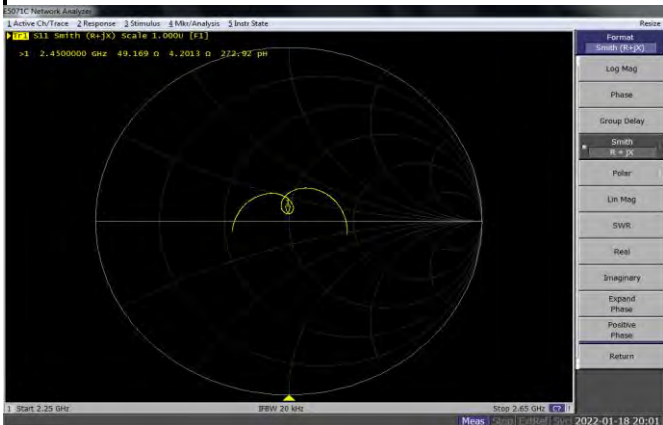 E5071C Network Analyzer
1 Active Ch/Trace 2 Response 3 Stimulus 4 Mkr/Analysis 5 Instr State
Resize
Tr1 S11 Smith (R+jX) Scale 1.000U [F1]
>1 2.4500000 GHz 49.169 Ω 4.2013 Ω 272.92 pH
Format
Smith (R+jX)
Log Mag
Phase
Group Delay
Smith
R + jX
Polar
Lin Mag
SWR
Real
Imaginary
Expand
Phase
Positive
Phase
Return
1 Start 2.25 GHz IFBW 20 kHz Stop 2.65 GHz C? !
Meas Stop ExtRef Svc 2022-01-18 20:01